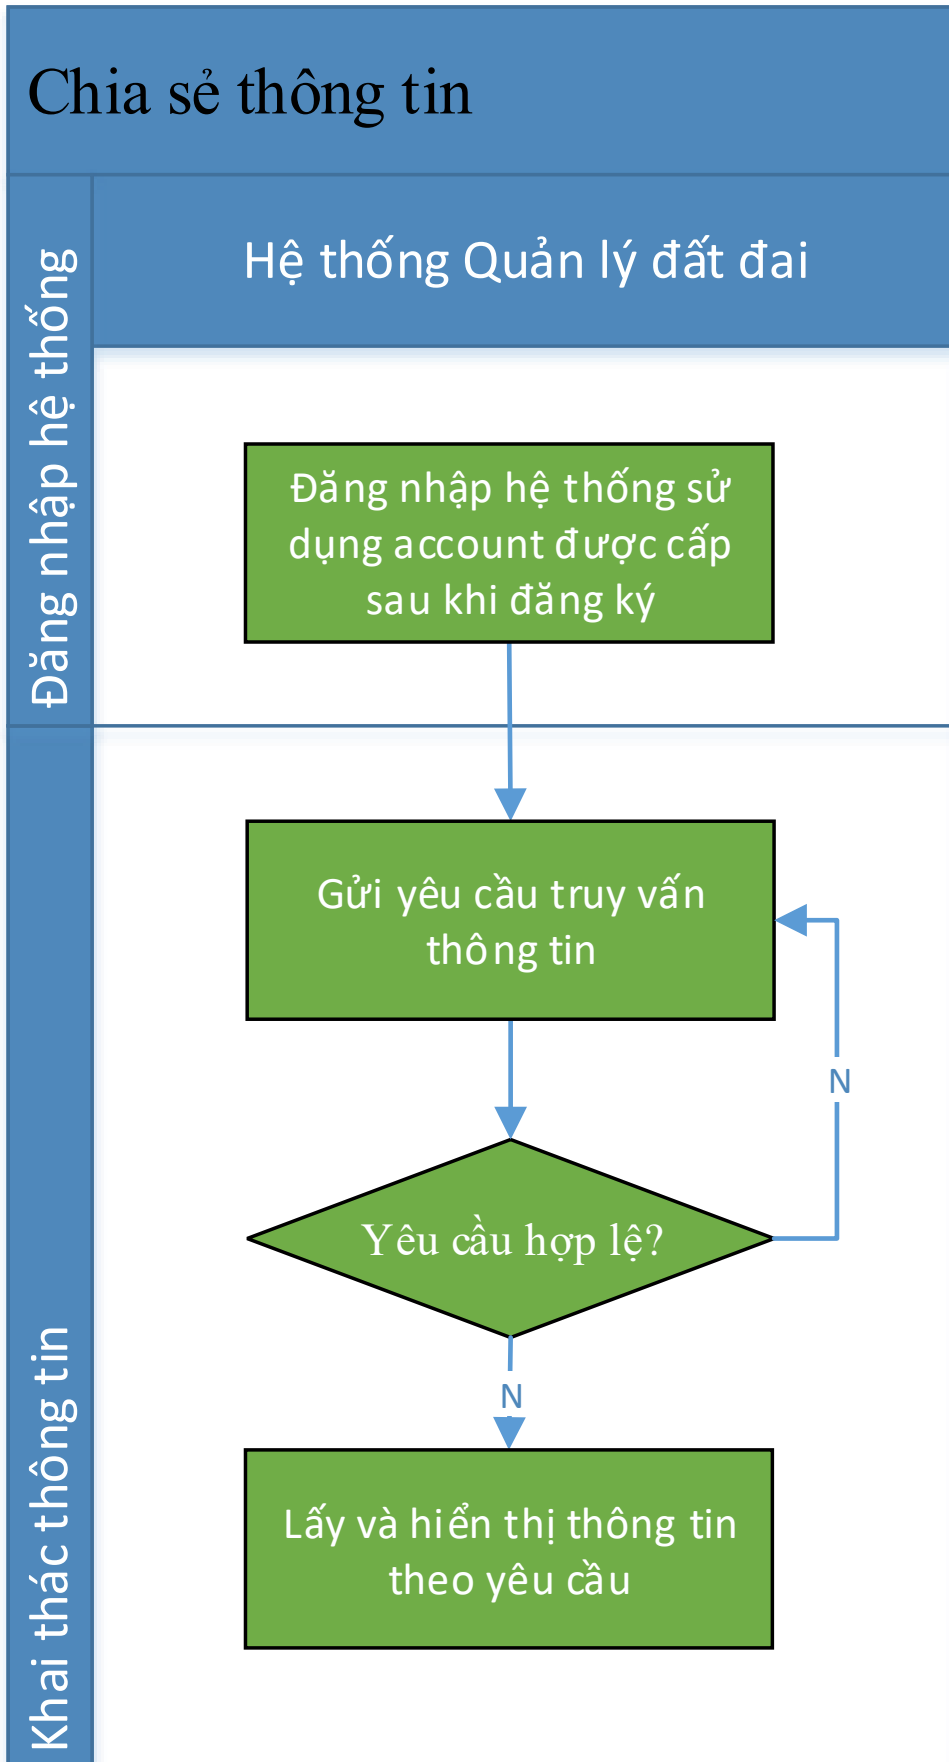 Chia sẻ thông tin
Hệ thống Quản lý đất đai
Đăng nhập hệ thống
Đăng nhập hệ thống sử
dụng account được cấp
sau khi đăng ký
Khai thác thông tin
Gửi yêu cầu truy vấn
thông tin
N
Yêu cầu hợp lệ?
N
Lấy và hiển thị thông tin
theo yêu cầu